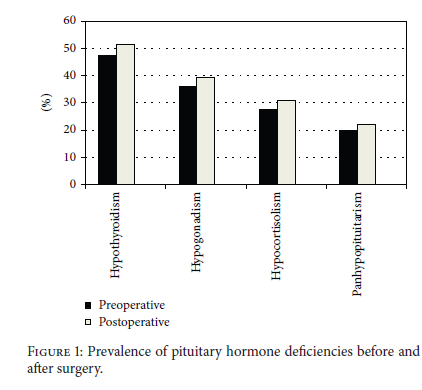 60
50
40
30
20
10
0
(%)
Hypothyroidism
Hypogonadism
Hypocortisolism
Panhypopituitarism
Preoperative
Postoperative
FIGURE 1: Prevalence of pituitary hormone deficiencies before and
after surgery.